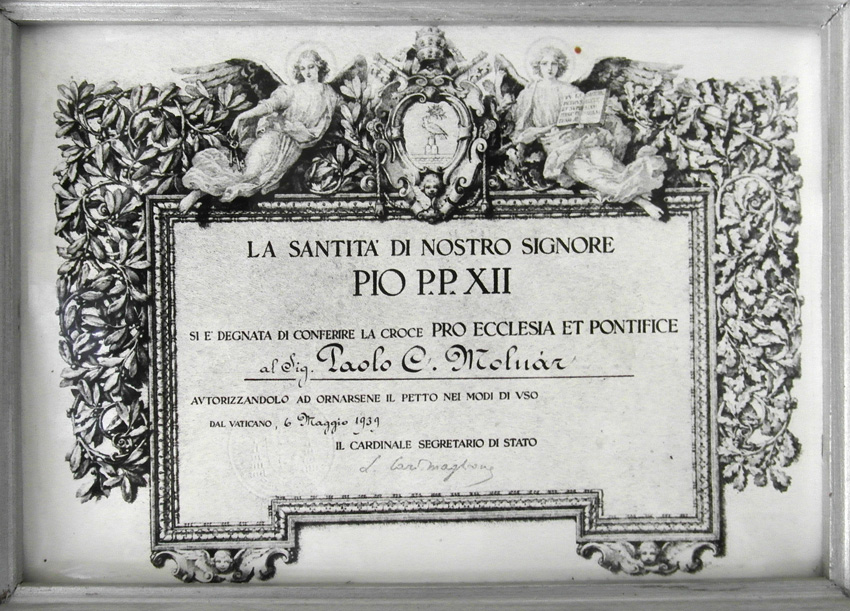 LA SANTITA' DI NOSTRO SIGNORE
PIO P.P. XII
SI E' DEGNATA DI CONFERIRE LA CROCE PRO ECCLESIA ET PONTIFICE
al Sig. Paolo C. Molnár
AVTORIZZANDOLO AD ORNARSENE IL PETTO NEI MODI DI VSO
DAL VATICANO, 6 Maggio 1939
IL CARDINALE SEGRETARIO DI STATO
L. Card. Maglione